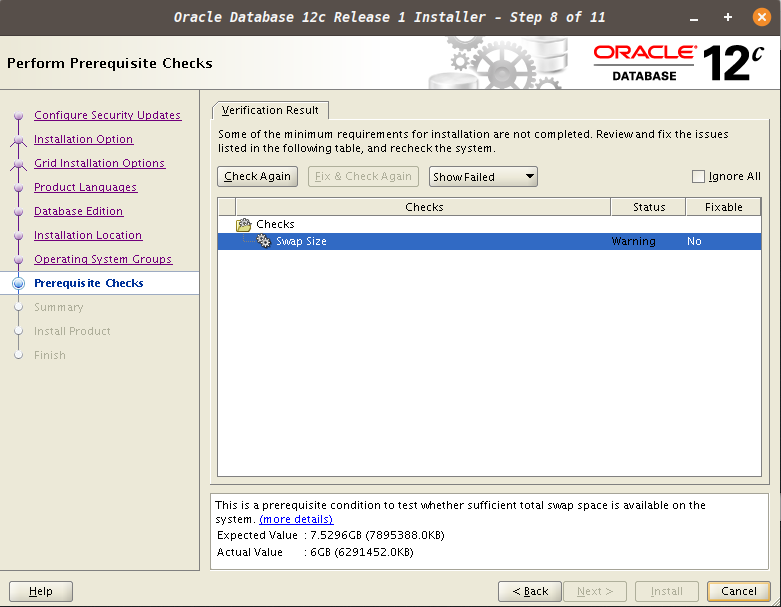 Oracle Database 12c Release 1 Installer - Step 8 of 11
Perform Prerequisite Checks
ORACLE
DATABASE
12c
Configure Security Updates
Installation Option
Grid Installation Options
Product Languages
Database Edition
Installation Location
Operating System Groups
Prerequisite Checks
Summary
Install Product
Finish
Verification Result
Some of the minimum requirements for installation are not completed. Review and fix the issues
listed in the following table, and recheck the system.
Check Again
Fix & Check Again
Show Failed
Ignore All
Checks Status Fixable
Checks
Swap Size Warning No
This is a prerequisite condition to test whether sufficient total swap space is available on the
system. (more details)
Expected Value : 7.5296GB (7895388.0KB)
Actual Value : 6GB (6291452.0KB)
Help
< Back
Next >
Install
Cancel